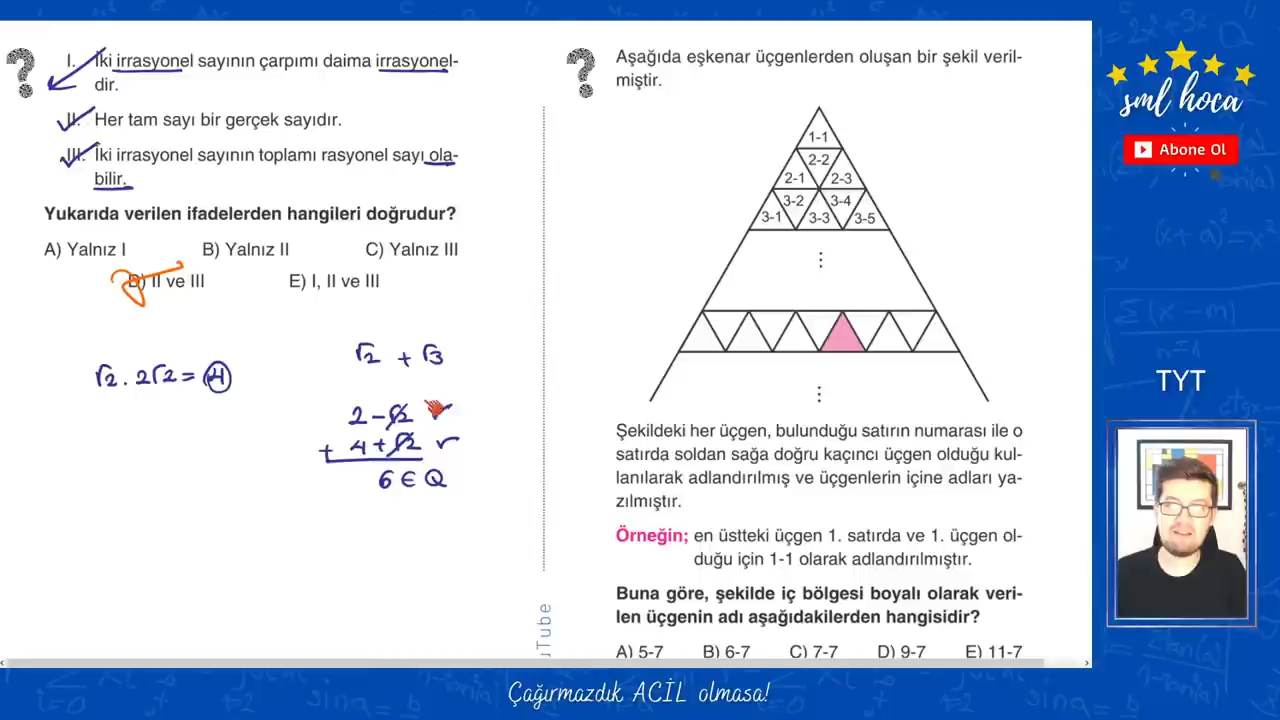 I. İki irrasyonel sayının çarpımı daima irrasyonel-
dir.
II. Her tam sayı bir gerçek sayıdır.
III. İki irrasyonel sayının toplamı rasyonel sayı ola-
bilir.
Yukarıda verilen ifadelerden hangileri doğrudur?
A) Yalnız I B) Yalnız II C) Yalnız III
D) II ve III E) I, II ve III
√2 . 2√2 = 4
√2 + √3
2 - √2
+ 4 + √2
6 ∈ Q
uTube
Aşağıda eşkenar üçgenlerden oluşan bir şekil veril-
miştir.
1-1
2-2
2-1 2-3
3-2 3-4
3-1 3-3 3-5
Şekildeki her üçgen, bulunduğu satırın numarası ile o
satırda soldan sağa doğru kaçıncı üçgen olduğu kul-
lanılarak adlandırılmış ve üçgenlerin içine adları ya-
zılmıştır.
Örneğin; en üstteki üçgen 1. satırda ve 1. üçgen ol-
duğu için 1-1 olarak adlandırılmıştır.
Buna göre, şekilde iç bölgesi boyalı olarak veri-
len üçgenin adı aşağıdakilerden hangisidir?
A) 5-7 B) 6-7 C) 7-7 D) 9-7 E) 11-7
sml hoca
Abone Ol
TYT
Çağırmazdık ACİL olmasa!